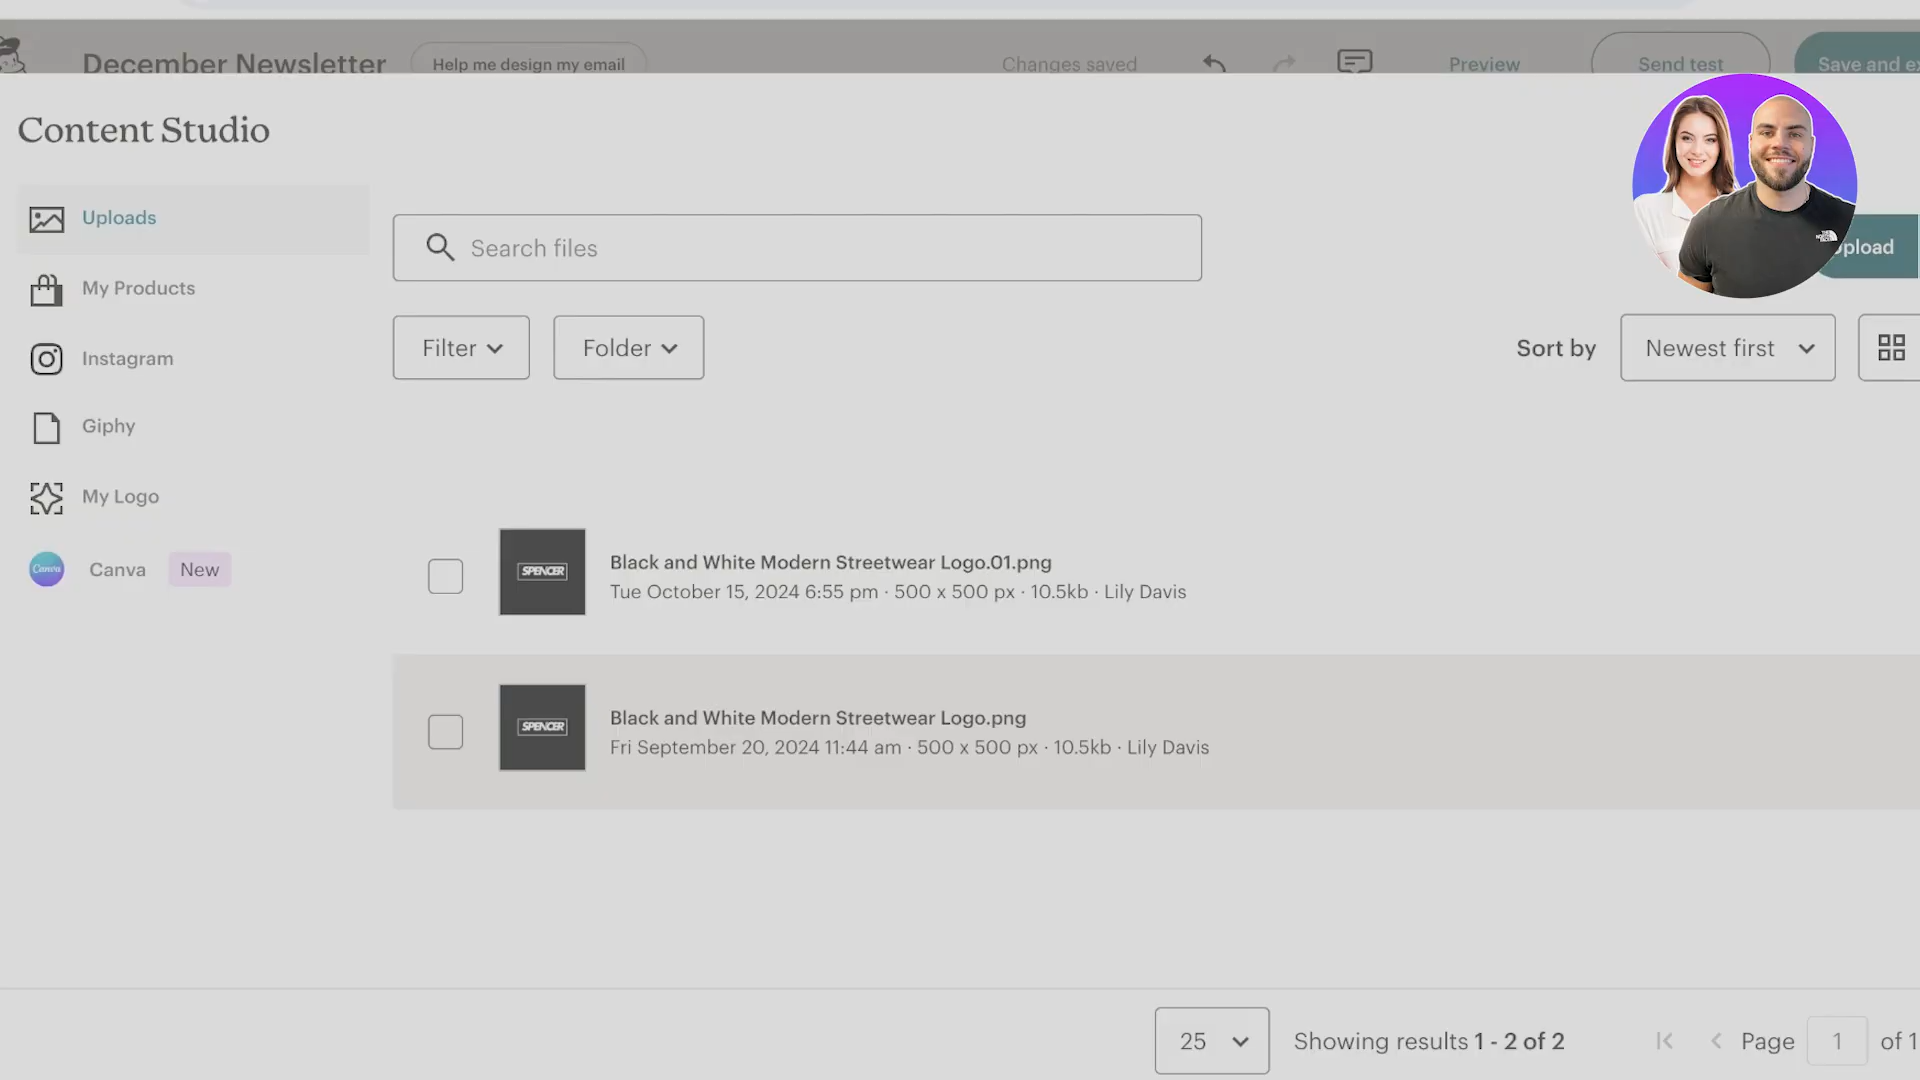 December Newsletter
Help me design my email
Changes saved
Preview
Send test
Save and
Content Studio
Uploads
Search files
pload
My Products
Filter
Folder
Sort by
Newest first
Instagram
Giphy
My Logo
Canva
Canva
New
SPENCER
Black and White Modern Streetwear Logo.01.png
Tue October 15, 2024 6:55 pm · 500 x 500 px · 10.5kb · Lily Davis
SPENCER
Black and White Modern Streetwear Logo.png
Fri September 20, 2024 11:44 am · 500 x 500 px · 10.5kb · Lily Davis
25
Showing results 1 - 2 of 2
Page
1
of 1